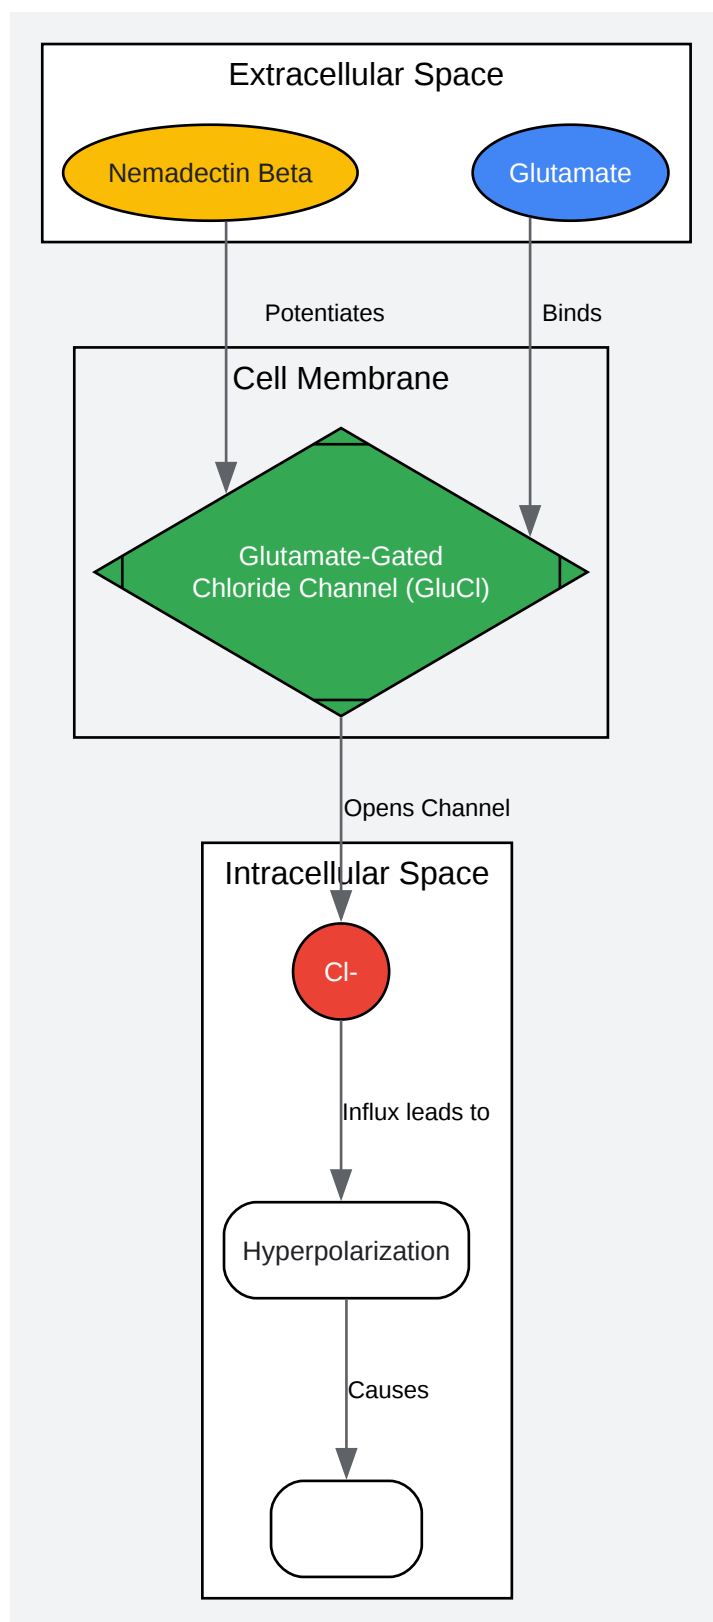 Extracellular Space
Nemadectin Beta
Glutamate
Potentiates
Binds
Cell Membrane
Glutamate-Gated
Chloride Channel (GluCl)
Opens Channel
Intracellular Space
Cl-
Influx leads to
Hyperpolarization
Causes